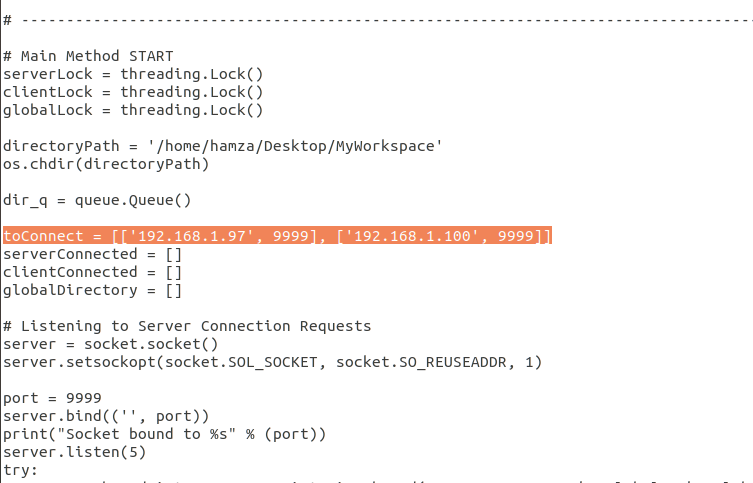 # ---------------------------------------------------------------------------------
# Main Method START
serverLock = threading.Lock()
clientLock = threading.Lock()
globalLock = threading.Lock()
directoryPath = '/home/hamza/Desktop/MyWorkspace'
os.chdir(directoryPath)
dir_q = queue.Queue()
toConnect = [['192.168.1.97', 9999], ['192.168.1.100', 9999]]
serverConnected = []
clientConnected = []
globalDirectory = []
# Listening to Server Connection Requests
server = socket.socket()
server.setsockopt(socket.SOL_SOCKET, socket.SO_REUSEADDR, 1)
port = 9999
server.bind(('', port))
print("Socket bound to %s" % (port))
server.listen(5)
try: